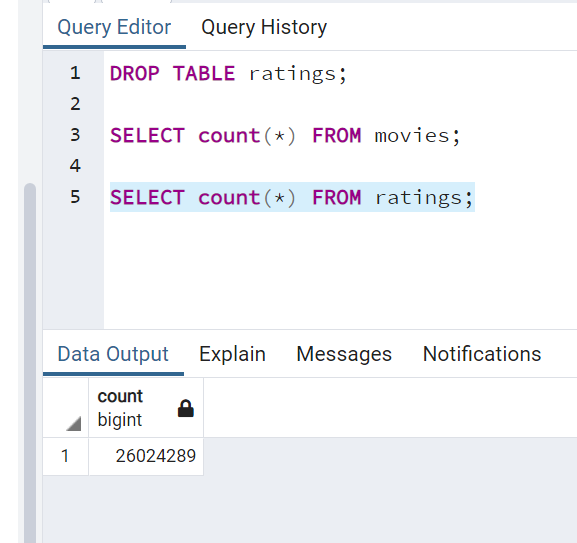 Query Editor Query History
1 DROP TABLE ratings;
2
3 SELECT count(*) FROM movies;
4
5 SELECT count(*) FROM ratings;
Data Output Explain Messages Notifications
count
bigint
1 26024289